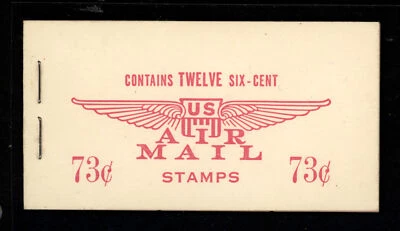 CONTAINS TWELVE SIX-CENT
US
AIR
MAIL
73¢ STAMPS 73¢